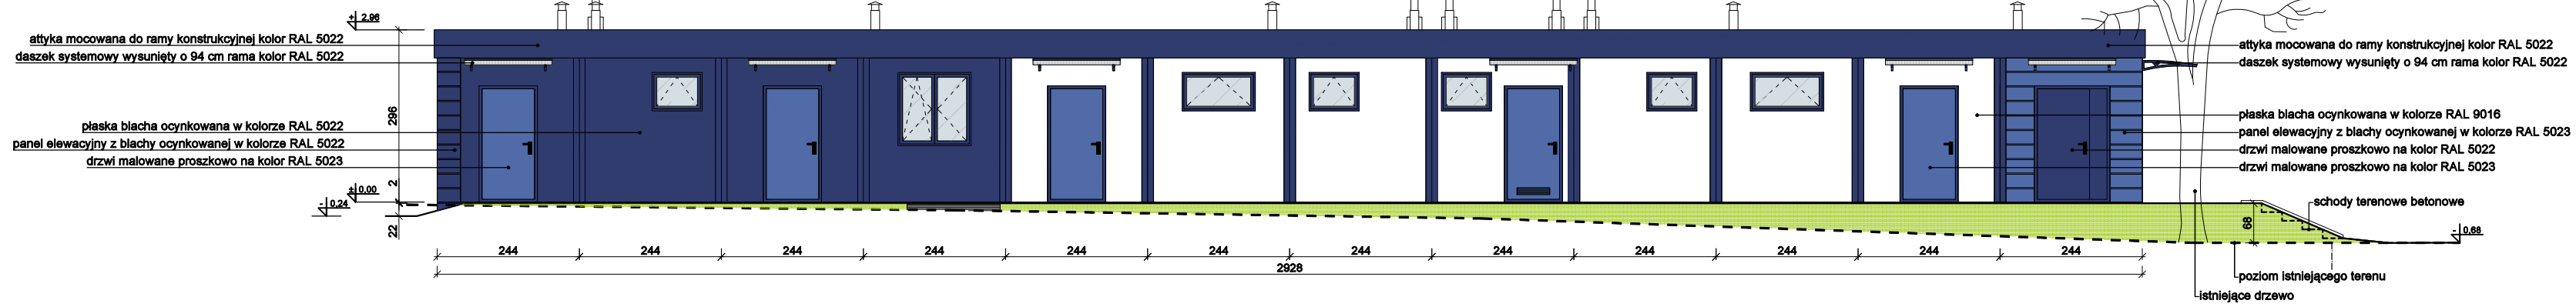 + 2,96
attyka mocowana do ramy konstrukcyjnej kolor RAL 5022
daszek systemowy wysunięty o 94 cm rama kolor RAL 5022
296
płaska blacha ocynkowana w kolorze RAL 5022
panel elewacyjny z blachy ocynkowanej w kolorze RAL 5022
drzwi malowane proszkowo na kolor RAL 5023
2
± 0,00
- 0,24
22
attyka mocowana do ramy konstrukcyjnej kolor RAL 5022
daszek systemowy wysunięty o 94 cm rama kolor RAL 5022
płaska blacha ocynkowana w kolorze RAL 9016
panel elewacyjny z blachy ocynkowanej w kolorze RAL 5023
drzwi malowane proszkowo na kolor RAL 5022
drzwi malowane proszkowo na kolor RAL 5023
schody terenowe betonowe
68
- 0,68
244 244 244 244 244 244 244 244 244 244 244 244
2928
poziom istniejącego terenu
istniejące drzewo